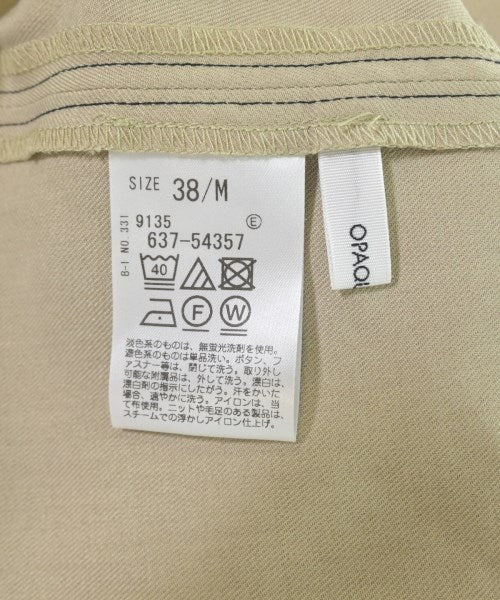 SIZE 38/M
9135 Ⓔ
637-54357
B-1 NO. 331
40
F W
淡色系のものは、無蛍光洗剤を使用。
濃色系のものは単品洗い。ボタン、フ
ァスナー等は、閉じて洗う。取り外し
可能な附属品は、外して洗う。漂白は、
漂白剤の指示にしたがう。汗をかいた
場合、速やかに洗う。アイロンは、当
て布使用。ニットや毛足のある製品は、
スチームでの浮かしアイロン仕上げ。
OPAQU